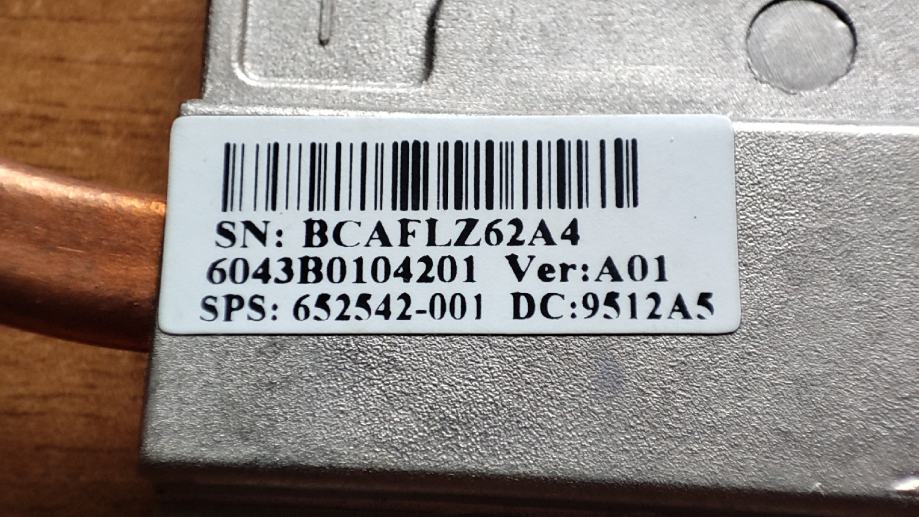 SN: BCAFLZ62A4
6043B0104201 Ver:A01
SPS: 652542-001 DC:9512A5